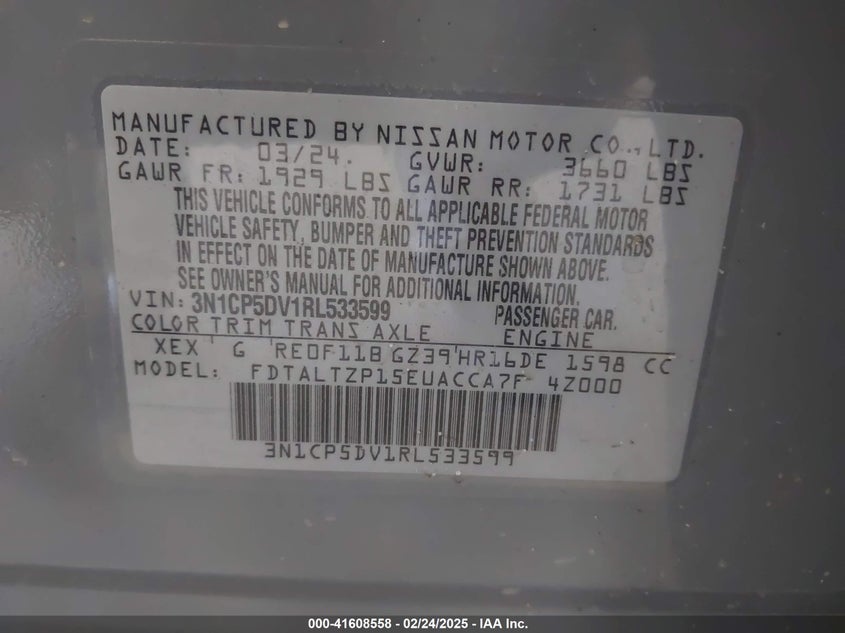 MANUFACTURED BY NISSAN MOTOR CO., LTD.
DATE: 03/24. GVWR: 3660 LBS
GAWR FR: 1929 LBS GAWR RR: 1731 LBS
THIS VEHICLE CONFORMS TO ALL APPLICABLE FEDERAL MOTOR
VEHICLE SAFETY, BUMPER AND THEFT PREVENTION STANDARDS
IN EFFECT ON THE DATE OF MANUFACTURE SHOWN ABOVE.
SEE OWNER'S MANUAL FOR ADDITIONAL INFORMATION.
VIN: 3N1CP5DV1RL533599 PASSENGER CAR.
COLOR TRIM TRANS AXLE ENGINE
XEX G RE0F11B GZ39 HR16DE 1598 CC
MODEL: FDTALTZP15EUACCA7F 4Z000
3N1CP5DV1RL533599
000-41608558 - 02/24/2025 - IAA Inc.